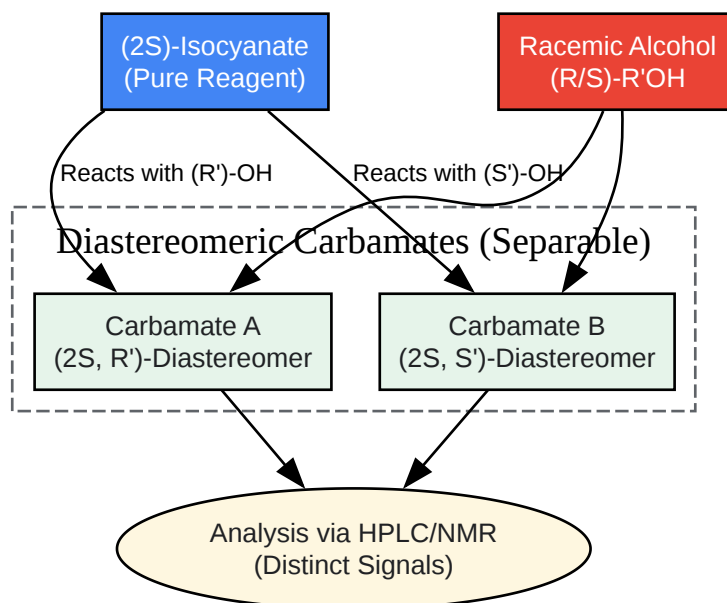 (2S)-Isocyanate
(Pure Reagent)
Racemic Alcohol
(R/S)-R'OH
Reacts with (R')-OH
Reacts with (S')-OH
Diastereomeric Carbamates (Separable)
Carbamate A
(2S, R')-Diastereomer
Carbamate B
(2S, S')-Diastereomer
Analysis via HPLC/NMR
(Distinct Signals)